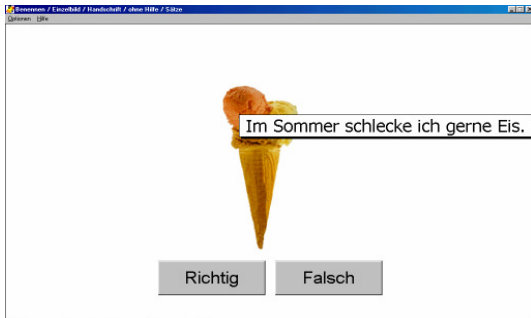 Benennen / Einzelbild / Handschrift / ohne Hilfe / Sätze
Optionen Hilfe
Im Sommer schlecke ich gerne Eis.
Richtig Falsch